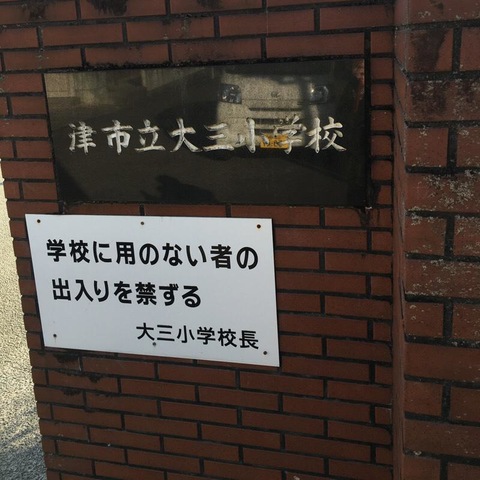 津市立大三小学校
学校に用のない者の
出入りを禁ずる
大三小学校長